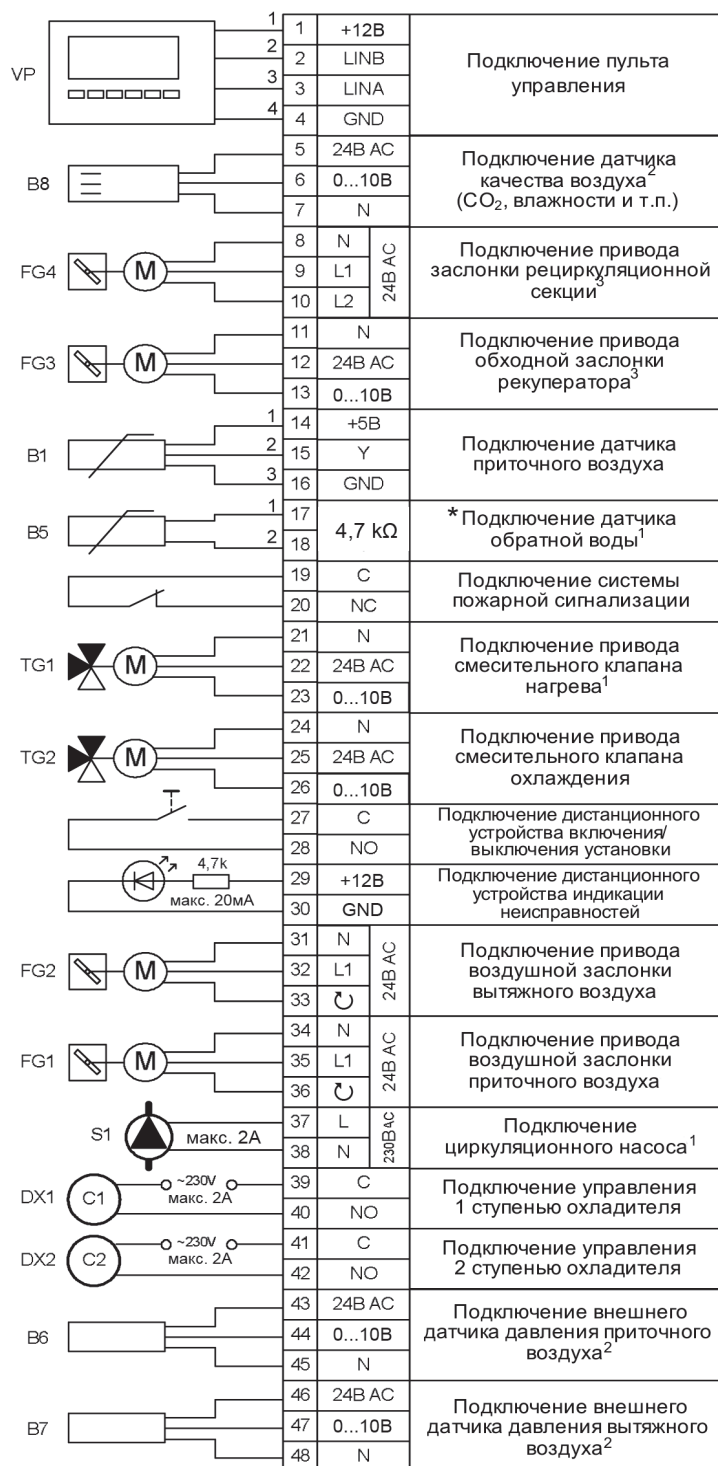 VP
1 1 +12В
2 2 LINB
3 3 LINA
4 4 GND
Подключение пульта
управления
B8
5 24В AC
6 0...10В
7 N
Подключение датчика
качества воздуха²
(CO₂, влажности и т.п.)
FG4 M
8 N
9 L1
10 L2
24В AC
Подключение привода
заслонки рециркуляционной
секции³
FG3 M
11 N
12 24В AC
13 0...10В
Подключение привода
обходной заслонки
рекуператора³
B1
1 14 +5В
2 15 Y
3 16 GND
Подключение датчика
приточного воздуха
B5
1 17
2 18
4,7 kΩ
*Подключение датчика
обратной воды¹
19 C
20 NC
Подключение системы
пожарной сигнализации
TG1 M
21 N
22 24В AC
23 0...10В
Подключение привода
смесительного клапана
нагрева¹
TG2 M
24 N
25 24В AC
26 0...10В
Подключение привода
смесительного клапана
охлаждения
27 C
28 NO
Подключение дистанционного
устройства включения/
выключения установки
4,7k
макс. 20мА
29 +12В
30 GND
Подключение дистанционного
устройства индикации
неисправностей
FG2 M
31 N
32 L1
33
24В AC
Подключение привода
воздушной заслонки
вытяжного воздуха
FG1 M
34 N
35 L1
36
24В AC
Подключение привода
воздушной заслонки
приточного воздуха
S1 макс. 2А
37 L
38 N
230В АС
Подключение
циркуляционного насоса¹
DX1 C1
~230V
макс. 2А
39 C
40 NO
Подключение управления
1 ступенью охладителя
DX2 C2
~230V
макс. 2А
41 C
42 NO
Подключение управления
2 ступенью охладителя
B6
43 24В AC
44 0...10В
45 N
Подключение внешнего
датчика давления приточного
воздуха²
B7
46 24В AC
47 0...10В
48 N
Подключение внешнего
датчика давления вытяжного
воздуха²